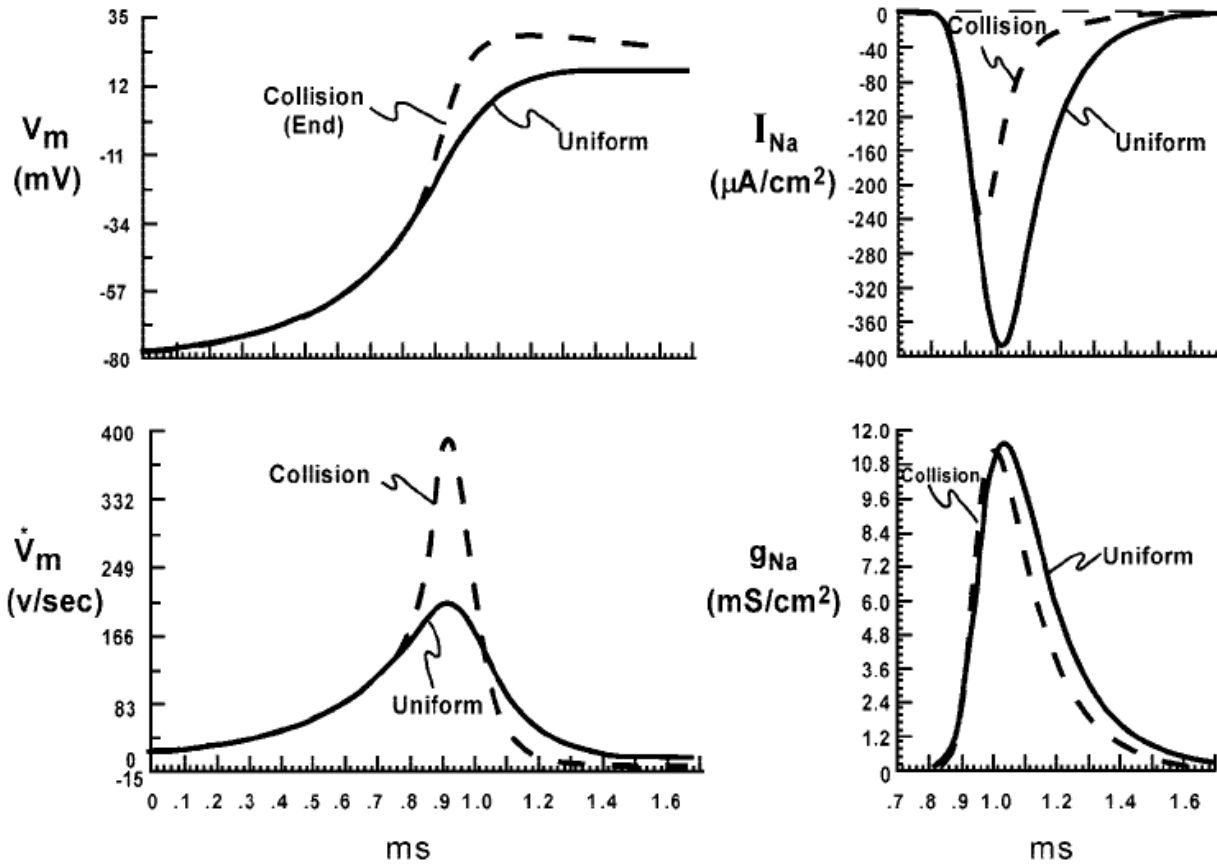 35
12
-11
-34
-57
-80
V_m
(mV)
Collision
(End)
Uniform
0
-40
-80
-120
-160
-200
-240
-280
-320
-360
-400
I_Na
(μA/cm²)
Collision
Uniform
400
332
249
166
83
0
-15
V̇_m
(v/sec)
Collision
Uniform
0 .1 .2 .3 .4 .5 .6 .7 .8 .9 1.0 1.2 1.4 1.6
ms
12.0
10.8
9.6
8.4
7.2
6.0
4.8
3.6
2.4
1.2
0
g_Na
(mS/cm²)
Collision
Uniform
.7 .8 .9 1.0 1.2 1.4 1.6
ms